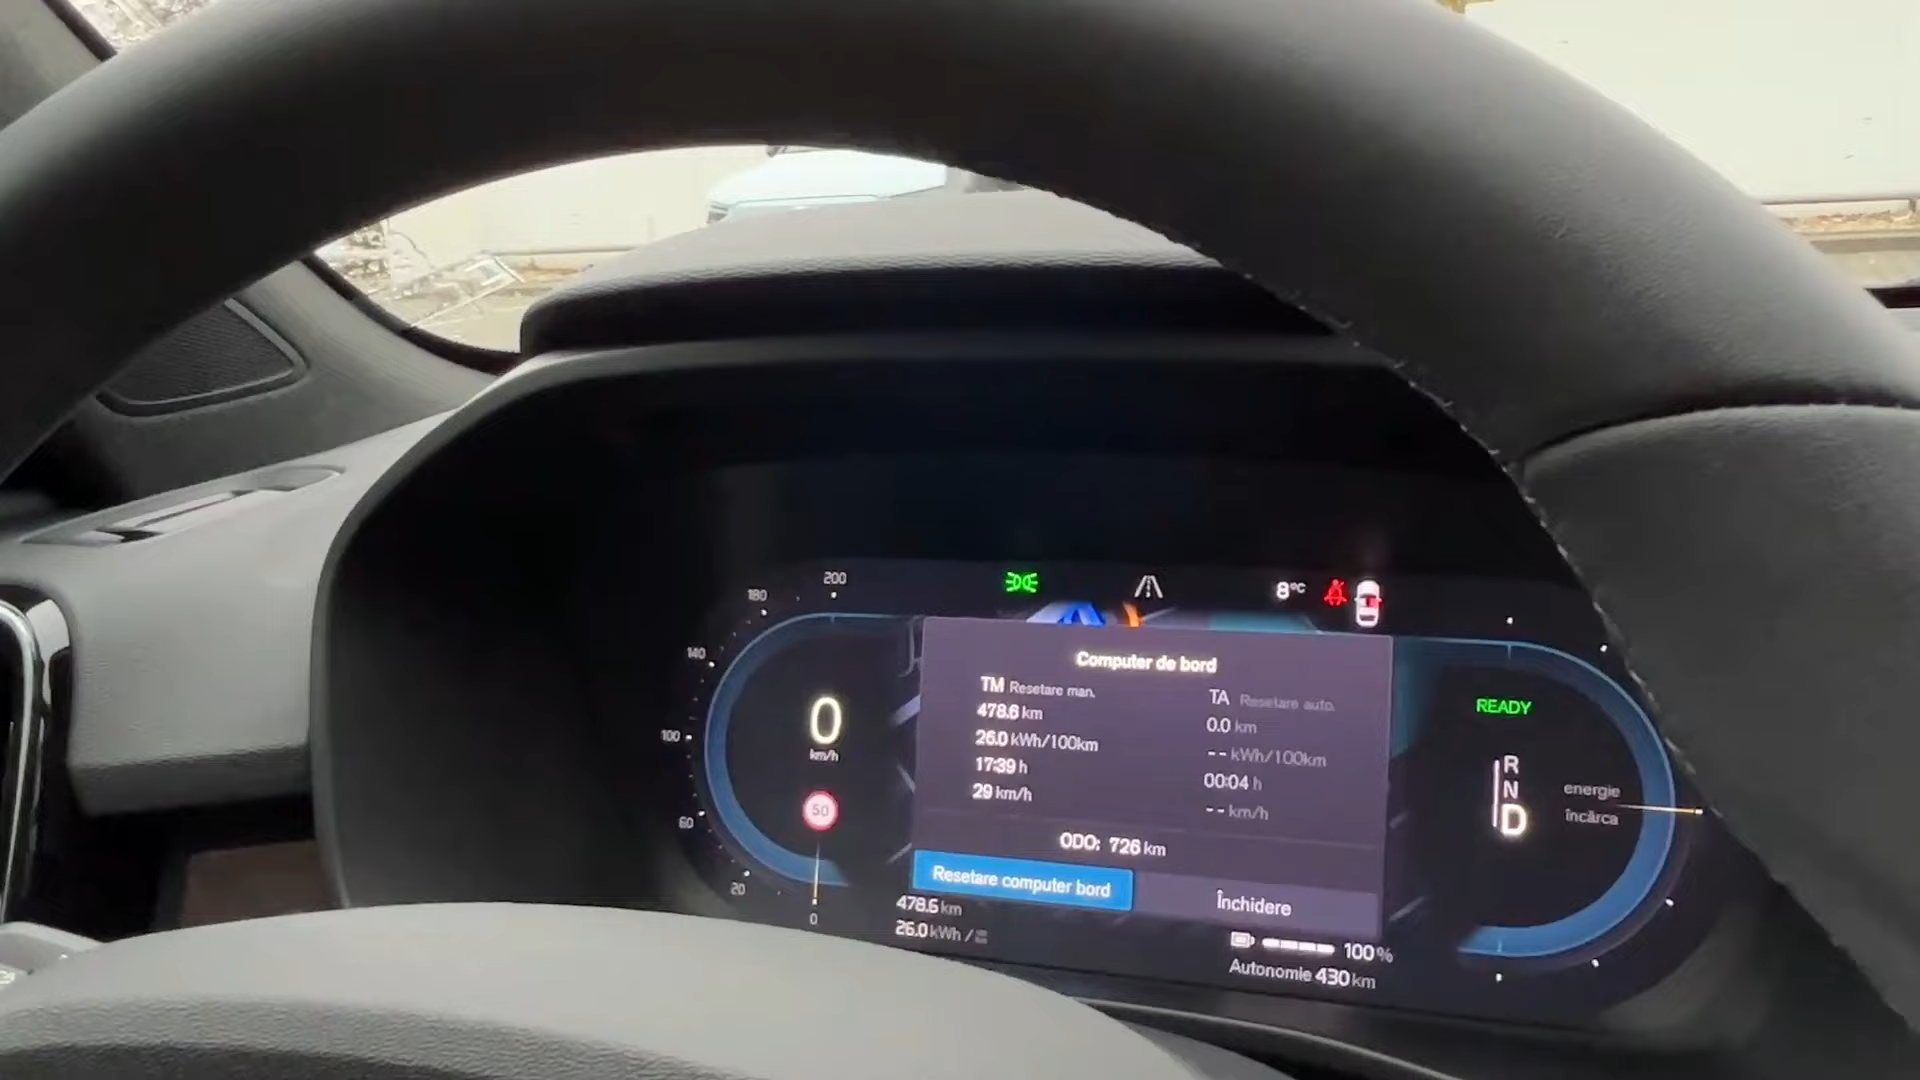 200
180
140
100
60
20
0
8°C
0
km/h
50
Computer de bord
TM Resetare man.
478.6 km
26.0 kWh/100km
17:39 h
29 km/h
TA Resetare auto.
0.0 km
-- kWh/100km
00:04 h
-- km/h
ODO: 726 km
Resetare computer bord
Închidere
478.6 km
26.0 kWh /
100%
Autonomie 430 km
READY
R
N
D
energie
încărca